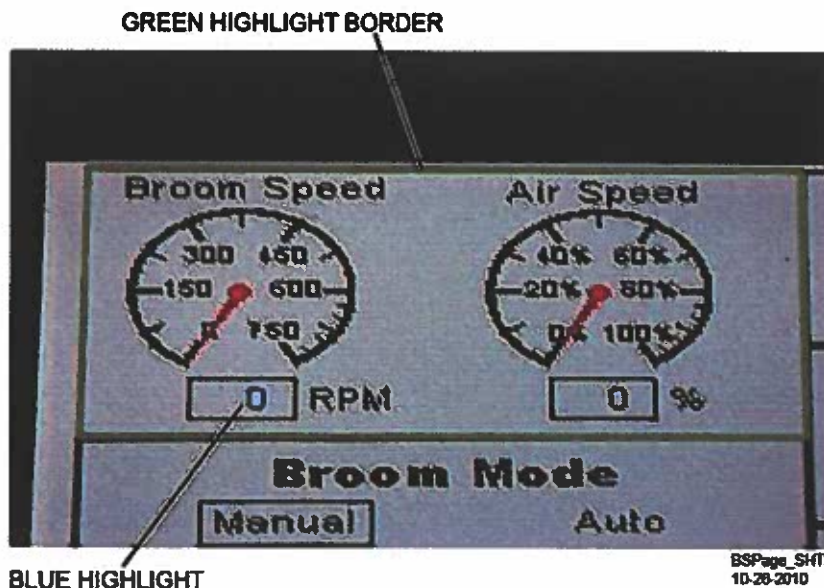 GREEN HIGHLIGHT BORDER
Broom Speed
Air Speed
300 450
150 600
0 750
40% 60%
20% 80%
0% 100%
0 RPM
0 %
Broom Mode
Manual Auto
BLUE HIGHLIGHT
BSPage_SHT
10-28-2010